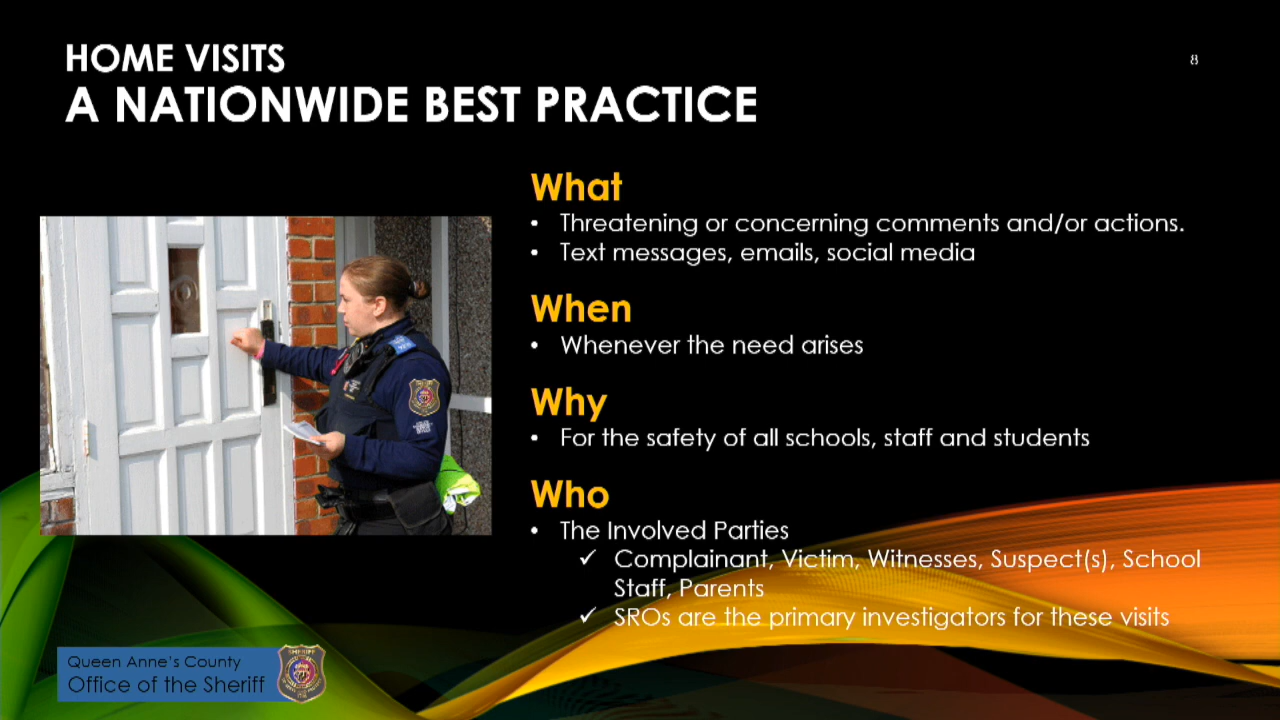 HOME VISITS
8
A NATIONWIDE BEST PRACTICE
What
• Threatening or concerning comments and/or actions.
• Text messages, emails, social media
When
• Whenever the need arises
Why
• For the safety of all schools, staff and students
Who
• The Involved Parties
✓ Complainant, Victim, Witnesses, Suspect(s), School
Staff, Parents
✓ SROs are the primary investigators for these visits
Queen Anne's County
Office of the Sheriff
SHERIFF